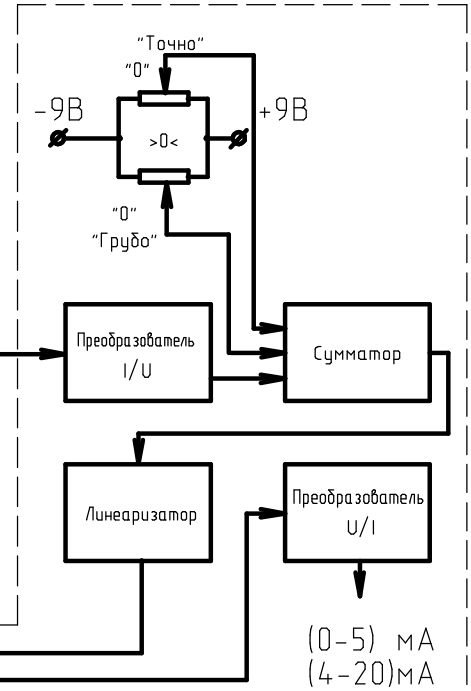 "Точно"
"0"
-9В
+9В
>0<
"0"
"Грубо"
Преобразователь
I/U
Сумматор
Линеаризатор
Преобразователь
U/I
(0-5) мА
(4-20)мА